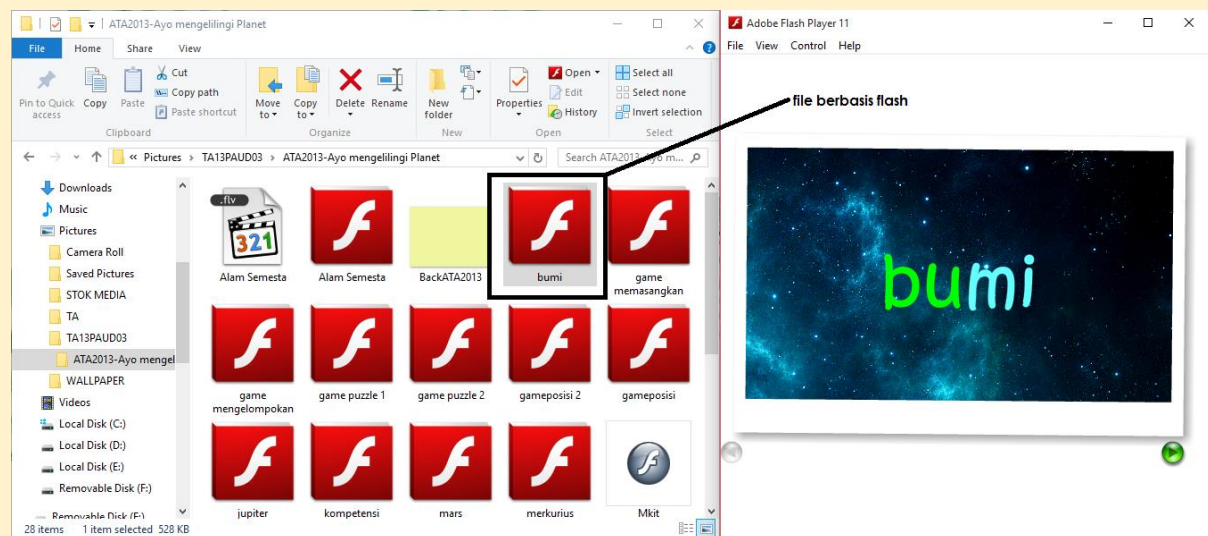 ATA2013-Ayo mengelilingi Planet
File Home Share View
Pin to Quick access
Copy
Paste
Cut
Copy path
Paste shortcut
Clipboard
Move to
Copy to
Delete
Rename
Organize
New folder
New
Properties
Open
Edit
History
Open
Select all
Select none
Invert selection
Select
« Pictures > TA13PAUD03 > ATA2013-Ayo mengelilingi Planet
Search ATA2013-Ayo m...
Downloads
Music
Pictures
Camera Roll
Saved Pictures
STOK MEDIA
TA
TA13PAUD03
ATA2013-Ayo mengel
WALLPAPER
Videos
Local Disk (C:)
Local Disk (D:)
Local Disk (E:)
Removable Disk (F:)
Removable Disk (F:)
.flv
321
Alam Semesta
Alam Semesta
BackATA2013
bumi
game memasangkan
game mengelompokan
game puzzle 1
game puzzle 2
gameposisi 2
gameposisi
jupiter
kompetensi
mars
merkurius
Mkit
28 items 1 item selected 528 KB
Adobe Flash Player 11
File View Control Help
file berbasis flash
bumi